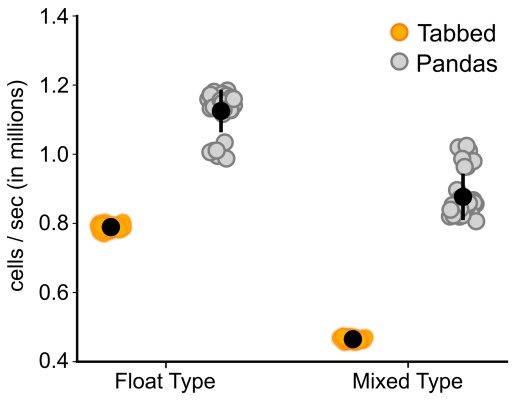 1.4
1.2
1.0
0.8
0.6
0.4
cells / sec (in millions)
Tabbed
Pandas
Float Type
Mixed Type